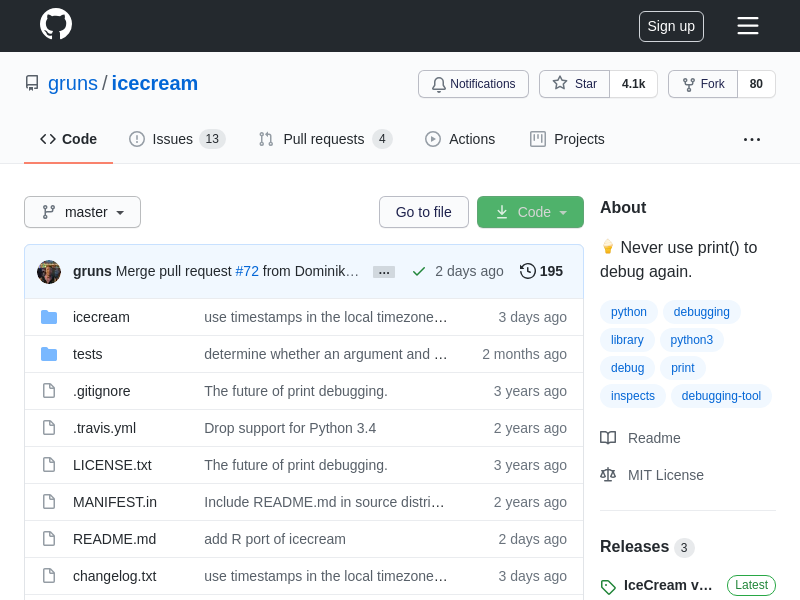 Sign up
gruns / icecream
Notifications Star 4.1k Fork 80
Code Issues 13 Pull requests 4 Actions Projects ...
master Go to file Code
gruns Merge pull request #72 from Dominik… ... 2 days ago 195
icecream use timestamps in the local timezone… 3 days ago
tests determine whether an argument and … 2 months ago
.gitignore The future of print debugging. 3 years ago
.travis.yml Drop support for Python 3.4 2 years ago
LICENSE.txt The future of print debugging. 3 years ago
MANIFEST.in Include README.md in source distri… 2 years ago
README.md add R port of icecream 2 days ago
changelog.txt use timestamps in the local timezone… 3 days ago
About
🍦 Never use print() to
debug again.
python debugging
library python3
debug print
inspects debugging-tool
Readme
MIT License
Releases 3
IceCream v… Latest